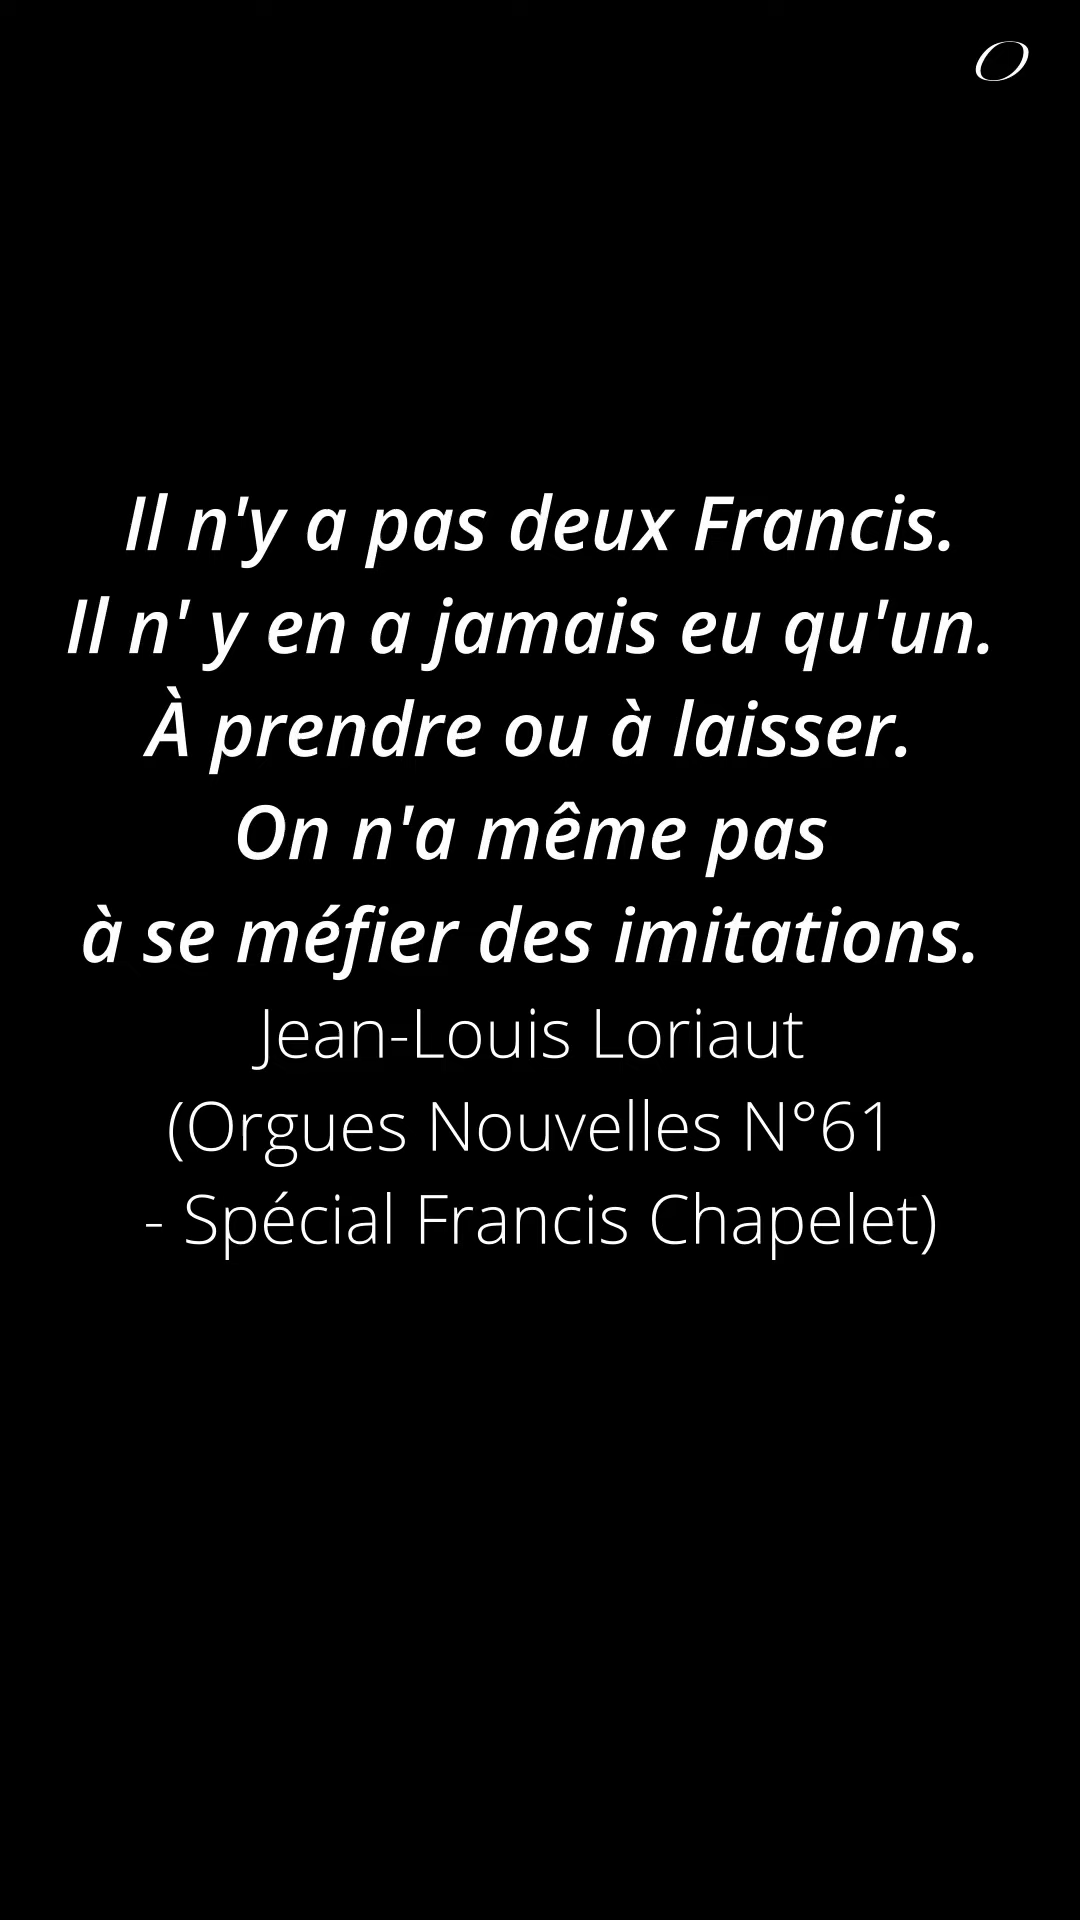 O
Il n'y a pas deux Francis.
Il n' y en a jamais eu qu'un.
À prendre ou à laisser.
On n'a même pas
à se méfier des imitations.
Jean-Louis Loriaut
(Orgues Nouvelles N°61
- Spécial Francis Chapelet)